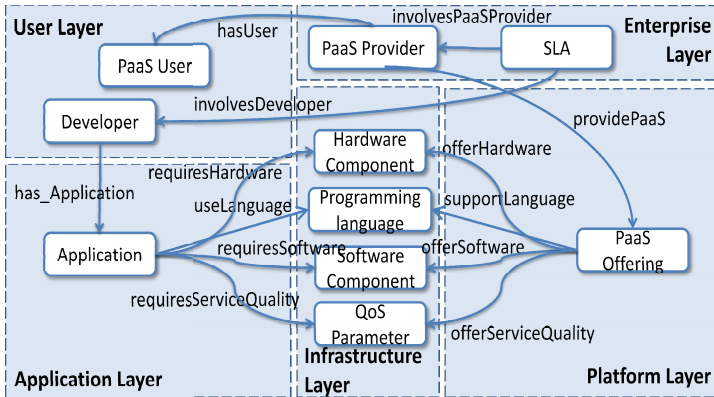 User Layer
hasUser
involvesPaaSProvider
Enterprise
Layer
PaaS Provider
SLA
PaaS User
involvesDeveloper
Developer
providePaaS
Hardware
Component
offerHardware
requiresHardware
has_Application
useLanguage
Programming
language
supportLanguage
Application
requiresSoftware
Software
Component
offerSoftware
PaaS
Offering
requiresServiceQuality
QoS
Parameter
offerServiceQuality
Infrastructure
Layer
Application Layer
Platform Layer